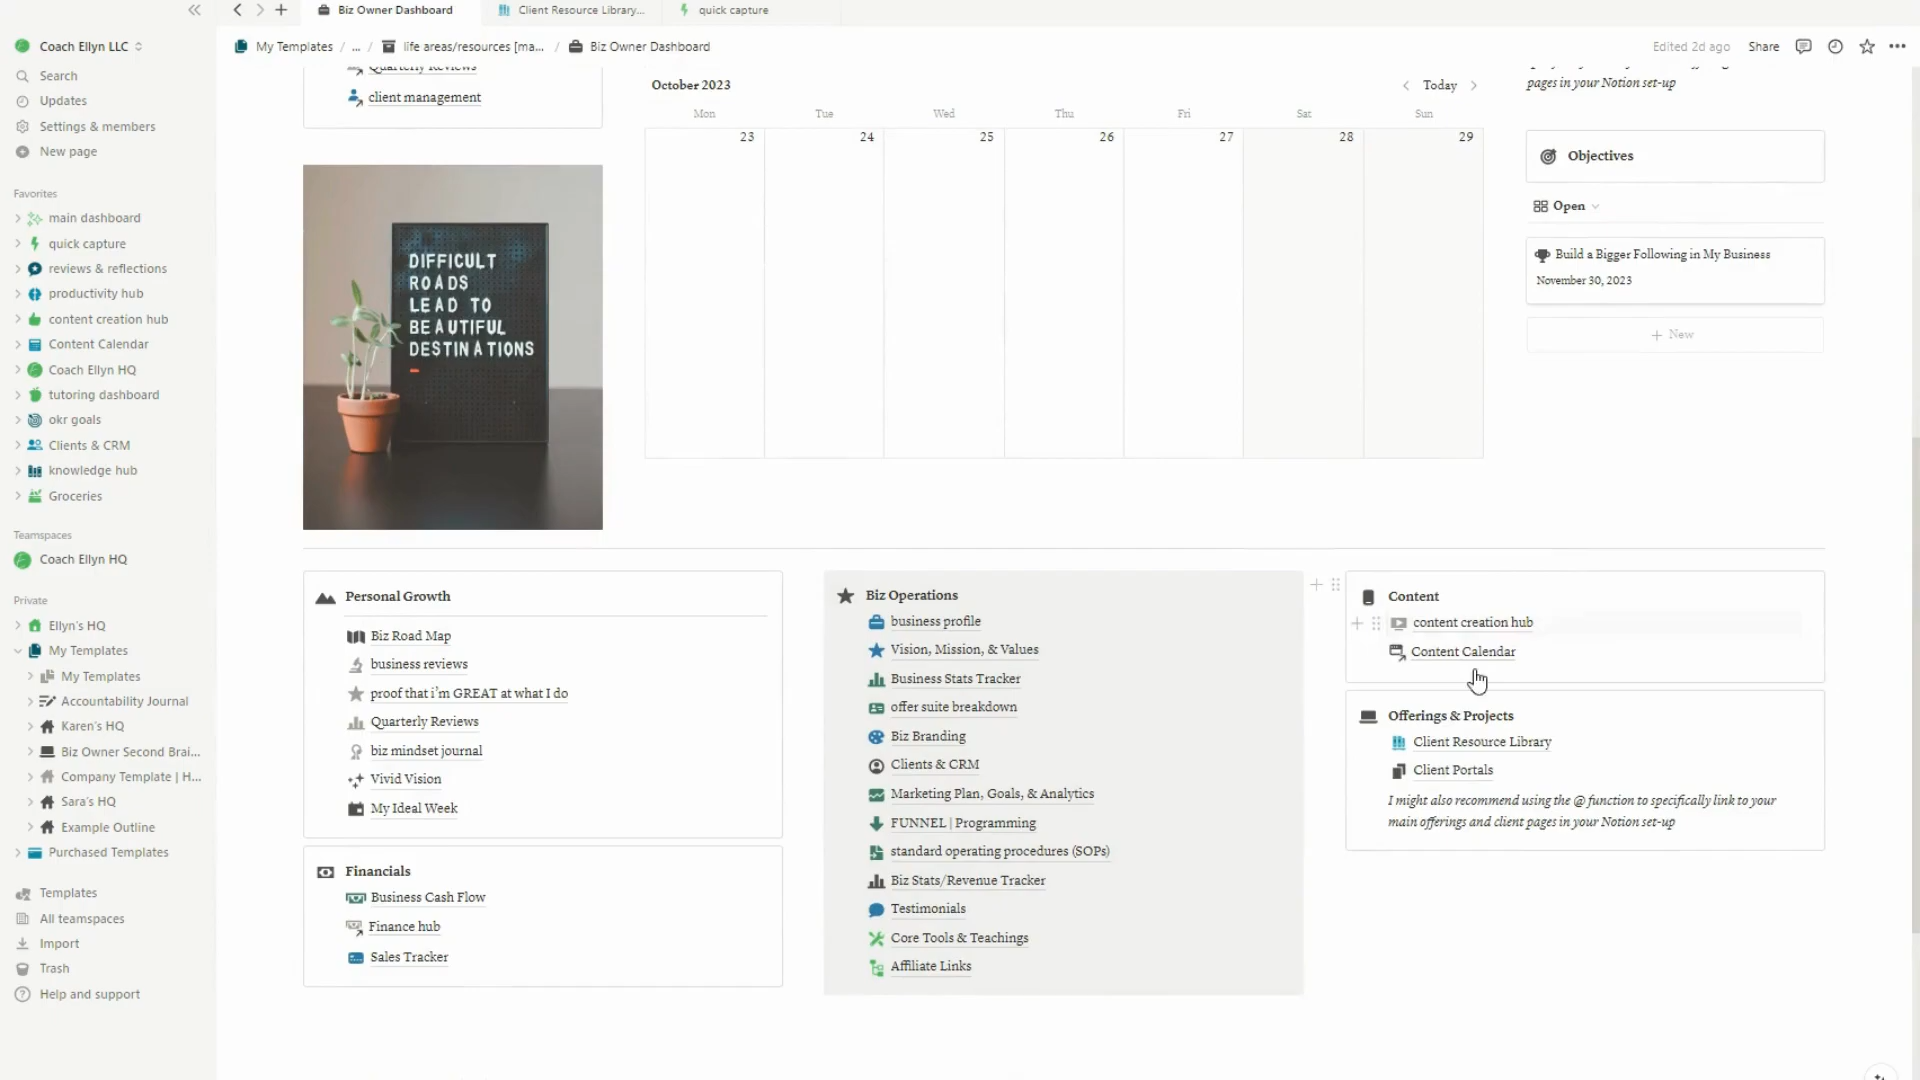 Biz Owner Dashboard
Client Resource Library...
quick capture
Coach Ellyn LLC
My Templates / ... / life areas/resources [ma... / Biz Owner Dashboard
Edited 2d ago
Share
Search
Updates
Settings & members
New page
Favorites
main dashboard
quick capture
reviews & reflections
productivity hub
content creation hub
Content Calendar
Coach Ellyn HQ
tutoring dashboard
okr goals
Clients & CRM
knowledge hub
Groceries
Teamspaces
Coach Ellyn HQ
Private
Ellyn's HQ
My Templates
My Templates
Accountability Journal
Karen's HQ
Biz Owner Second Brai...
Company Template | H...
Sara's HQ
Example Outline
Purchased Templates
Templates
All teamspaces
Import
Trash
Help and support
Quarterly Reviews
client management
DIFFICULT
ROADS
LEAD TO
BEAUTIFUL
DESTINATIONS
October 2023
Today
Mon Tue Wed Thu Fri Sat Sun
23 24 25 26 27 28 29
pages in your Notion set-up
Objectives
Open
Build a Bigger Following in My Business
November 30, 2023
New
Personal Growth
Biz Road Map
business reviews
proof that i'm GREAT at what I do
Quarterly Reviews
biz mindset journal
Vivid Vision
My Ideal Week
Financials
Business Cash Flow
Finance hub
Sales Tracker
Biz Operations
business profile
Vision, Mission, & Values
Business Stats Tracker
offer suite breakdown
Biz Branding
Clients & CRM
Marketing Plan, Goals, & Analytics
FUNNEL | Programming
standard operating procedures (SOPs)
Biz Stats/Revenue Tracker
Testimonials
Core Tools & Teachings
Affiliate Links
Content
content creation hub
Content Calendar
Offerings & Projects
Client Resource Library
Client Portals
I might also recommend using the @ function to specifically link to your
main offerings and client pages in your Notion set-up